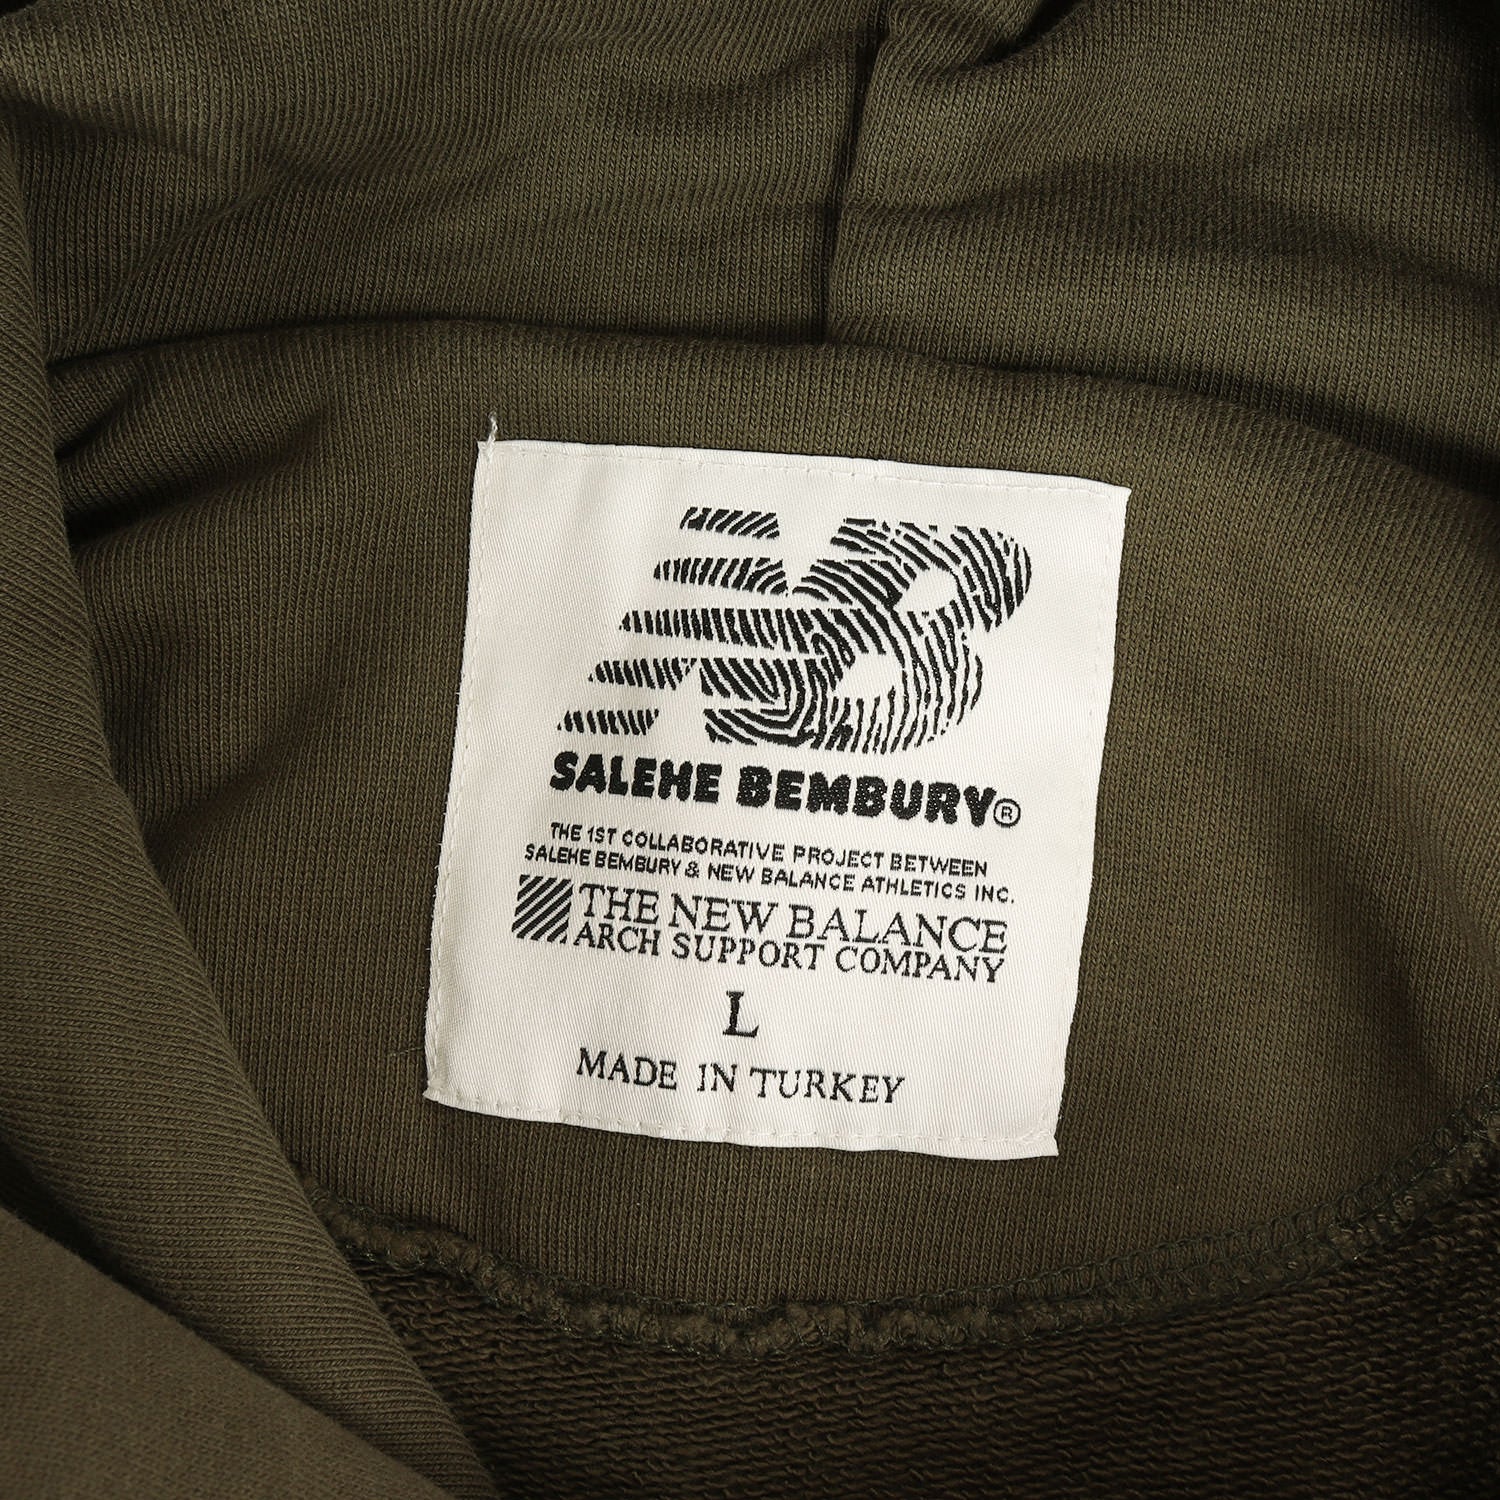 NB
SALEHE BEMBURY®
THE 1ST COLLABORATIVE PROJECT BETWEEN
SALEHE BEMBURY & NEW BALANCE ATHLETICS INC.
THE NEW BALANCE
ARCH SUPPORT COMPANY
L
MADE IN TURKEY